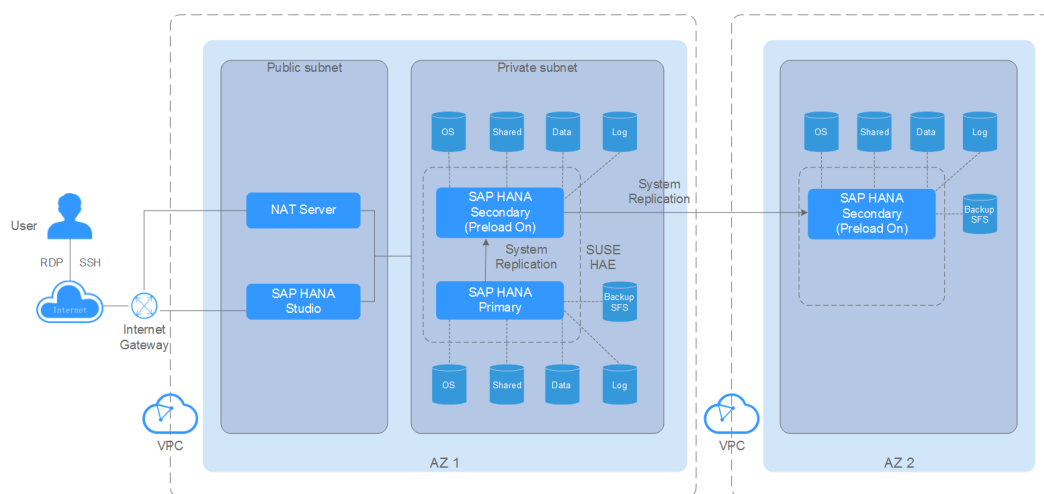 User
RDP
SSH
Internet
Internet
Gateway
VPC
AZ 1
Public subnet
NAT Server
SAP HANA
Studio
Private subnet
OS
Shared
Data
Log
SAP HANA
Secondary
(Preload On)
System
Replication
SUSE
HAE
SAP HANA
Primary
Backup
SFS
OS
Shared
Data
Log
System
Replication
VPC
AZ 2
OS
Shared
Data
Log
SAP HANA
Secondary
(Preload On)
Backup
SFS